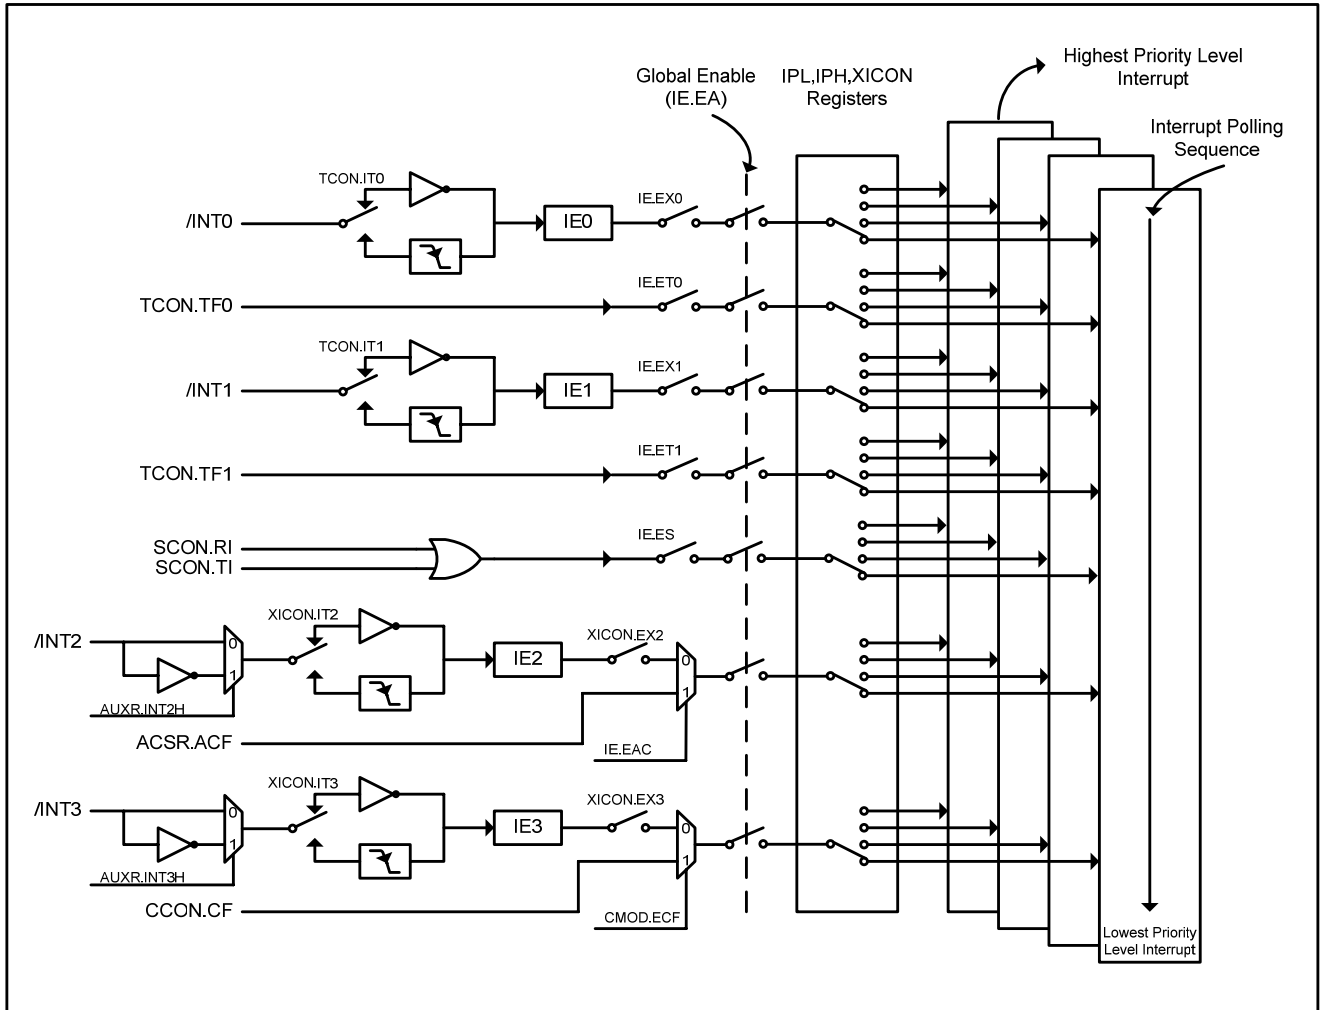 Highest Priority Level
Interrupt
Global Enable
(IE.EA)
IPL,IPH,XICON
Registers
Interrupt Polling
Sequence
TCON.IT0
/INT0
IE0
IE.EX0
TCON.TF0
IE.ET0
TCON.IT1
/INT1
IE1
IE.EX1
TCON.TF1
IE.ET1
SCON.RI
SCON.TI
IE.ES
XICON.IT2
/INT2
0
1
AUXR.INT2H
IE2
XICON.EX2
0
1
ACSR.ACF
IE.EAC
XICON.IT3
/INT3
0
1
AUXR.INT3H
IE3
XICON.EX3
0
1
CCON.CF
CMOD.ECF
Lowest Priority
Level Interrupt